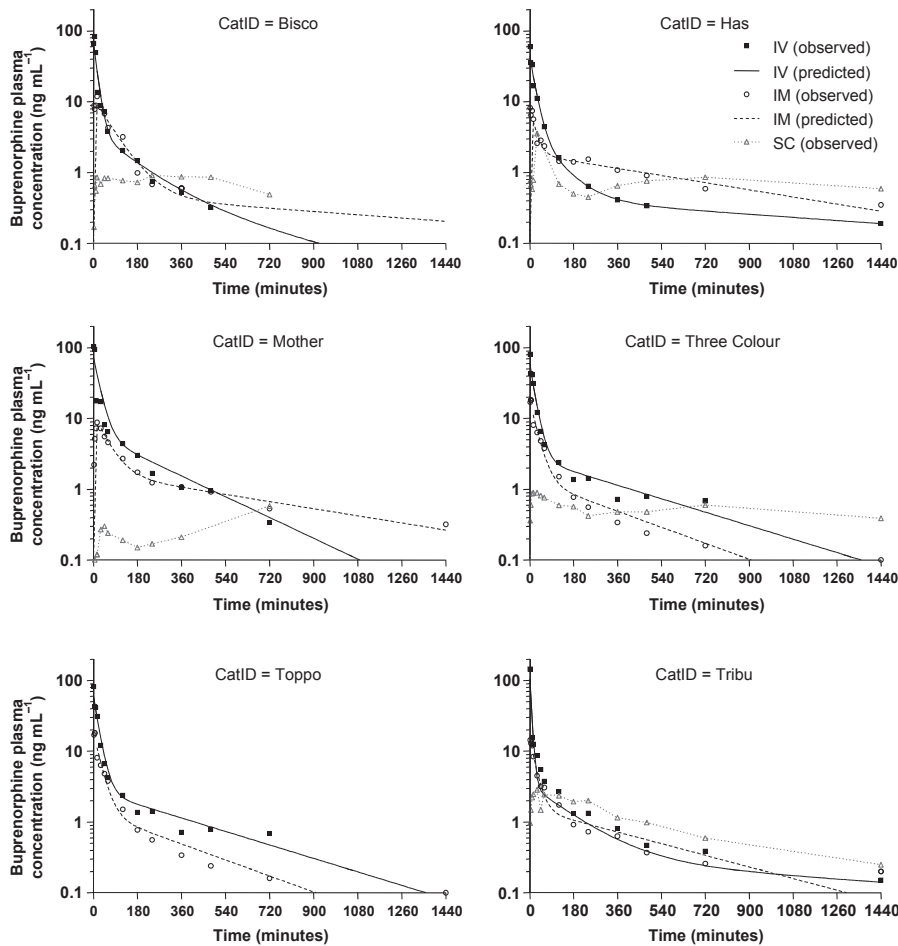 CatID = Bisco
Buprenorphine plasma
concentration (ng mL⁻¹)
100
10
1
0.1
0 180 360 540 720 900 1080 1260 1440
Time (minutes)
CatID = Has
IV (observed)
IV (predicted)
IM (observed)
IM (predicted)
SC (observed)
100
10
1
0.1
0 180 360 540 720 900 1080 1260 1440
Time (minutes)
CatID = Mother
Buprenorphine plasma
concentration (ng mL⁻¹)
100
10
1
0.1
0 180 360 540 720 900 1080 1260 1440
Time (minutes)
CatID = Three Colour
100
10
1
0.1
0 180 360 540 720 900 1080 1260 1440
Time (minutes)
CatID = Toppo
Buprenorphine plasma
concentration (ng mL⁻¹)
100
10
1
0.1
0 180 360 540 720 900 1080 1260 1440
Time (minutes)
CatID = Tribu
100
10
1
0.1
0 180 360 540 720 900 1080 1260 1440
Time (minutes)